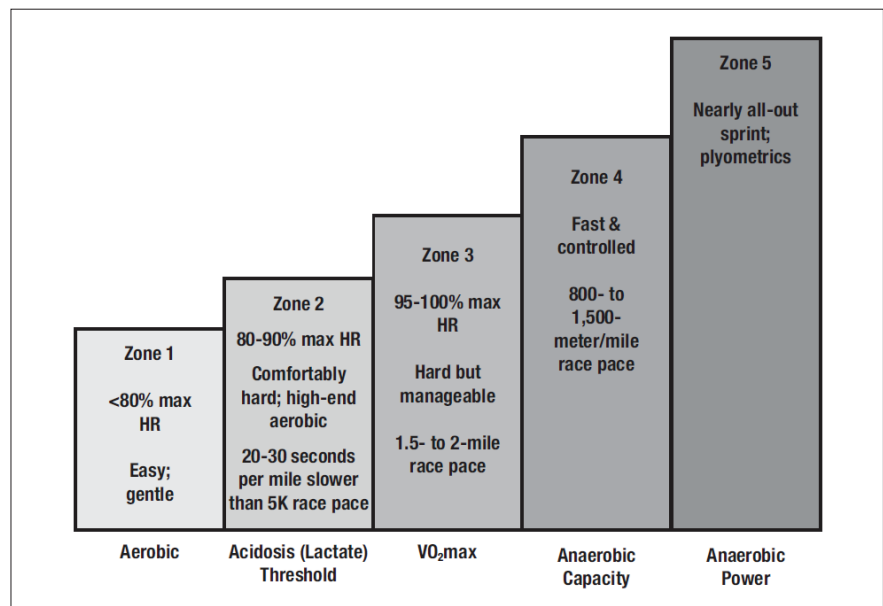 Zone 1
<80% max
HR
Easy;
gentle
Aerobic
Zone 2
80-90% max HR
Comfortably
hard; high-end
aerobic
20-30 seconds
per mile slower
than 5K race pace
Acidosis (Lactate)
Threshold
Zone 3
95-100% max
HR
Hard but
manageable
1.5- to 2-mile
race pace
VO₂max
Zone 4
Fast &
controlled
800- to
1,500-
meter/mile
race pace
Anaerobic
Capacity
Zone 5
Nearly all-out
sprint;
plyometrics
Anaerobic
Power